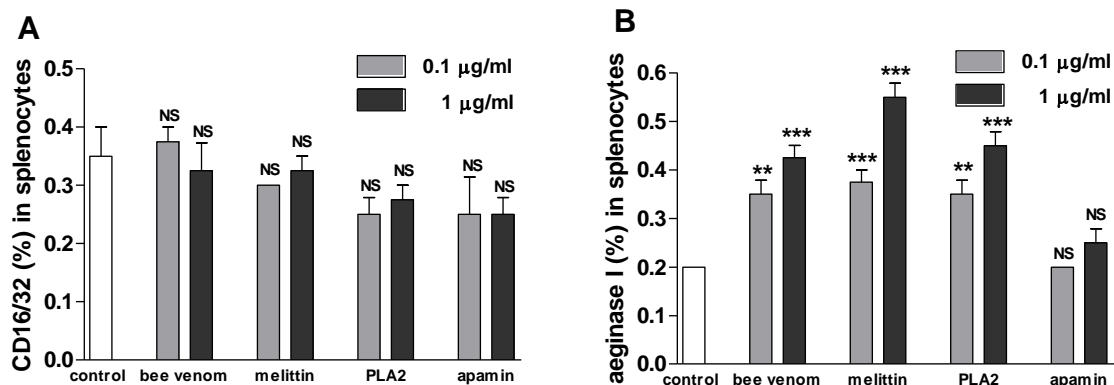 A
CD16/32 (%) in splenocytes
0.5
0.4
0.3
0.2
0.1
0.0
0.1 μg/ml
1 μg/ml
NS
NS
NS
NS
NS
NS
NS
NS
control bee venom melittin PLA2 apamin
B
aeginase I (%) in splenocytes
0.6
0.5
0.4
0.3
0.2
0.1
0.0
0.1 μg/ml
1 μg/ml
**
***
***
***
**
***
NS
NS
control bee venom melittin PLA2 apamin